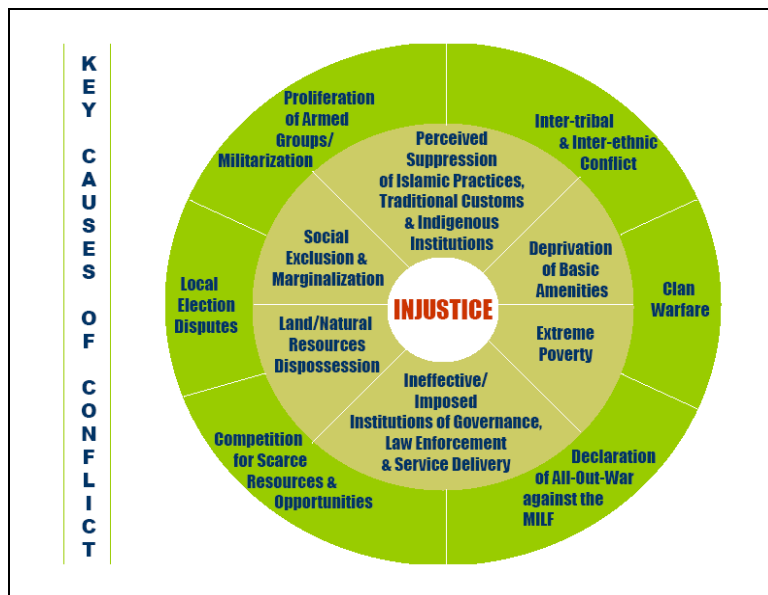 KEY CAUSES OF CONFLICT
Proliferation
of Armed
Groups/
Militarization
Inter-tribal
& Inter-ethnic
Conflict
Perceived
Suppression
of Islamic Practices,
Traditional Customs
& Indigenous
Institutions
Social
Exclusion &
Marginalization
Deprivation
of Basic
Amenities
Local
Election
Disputes
INJUSTICE
Clan
Warfare
Land/Natural
Resources
Dispossession
Extreme
Poverty
Ineffective/
Imposed
Institutions of Governance,
Law Enforcement
& Service Delivery
Competition
for Scarce
Resources &
Opportunities
Declaration
of All-Out-War
against the
MILF